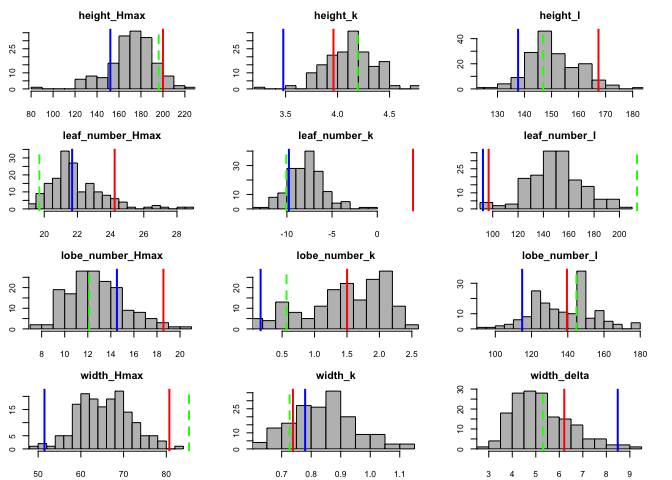 height_Hmax height_k height_l
0 10 25
80 100 120 140 160 180 200 220
0 10 25
3.5 4.0 4.5
0 20 40
130 140 150 160 170 180
leaf_number_Hmax leaf_number_k leaf_number_l
0 10 20 30
20 22 24 26 28
0 10 20 30
-10 -5 0
0 10 25
100 120 140 160 180 200
lobe_number_Hmax lobe_number_k lobe_number_l
0 10 20
8 10 12 14 16 18 20
0 10 20
0.5 1.0 1.5 2.0 2.5
0 10 30
100 120 140 160 180
width_Hmax width_k width_delta
0 5 15
50 60 70 80
0 10 20
0.7 0.8 0.9 1.0 1.1
0 10 20 30
3 4 5 6 7 8 9